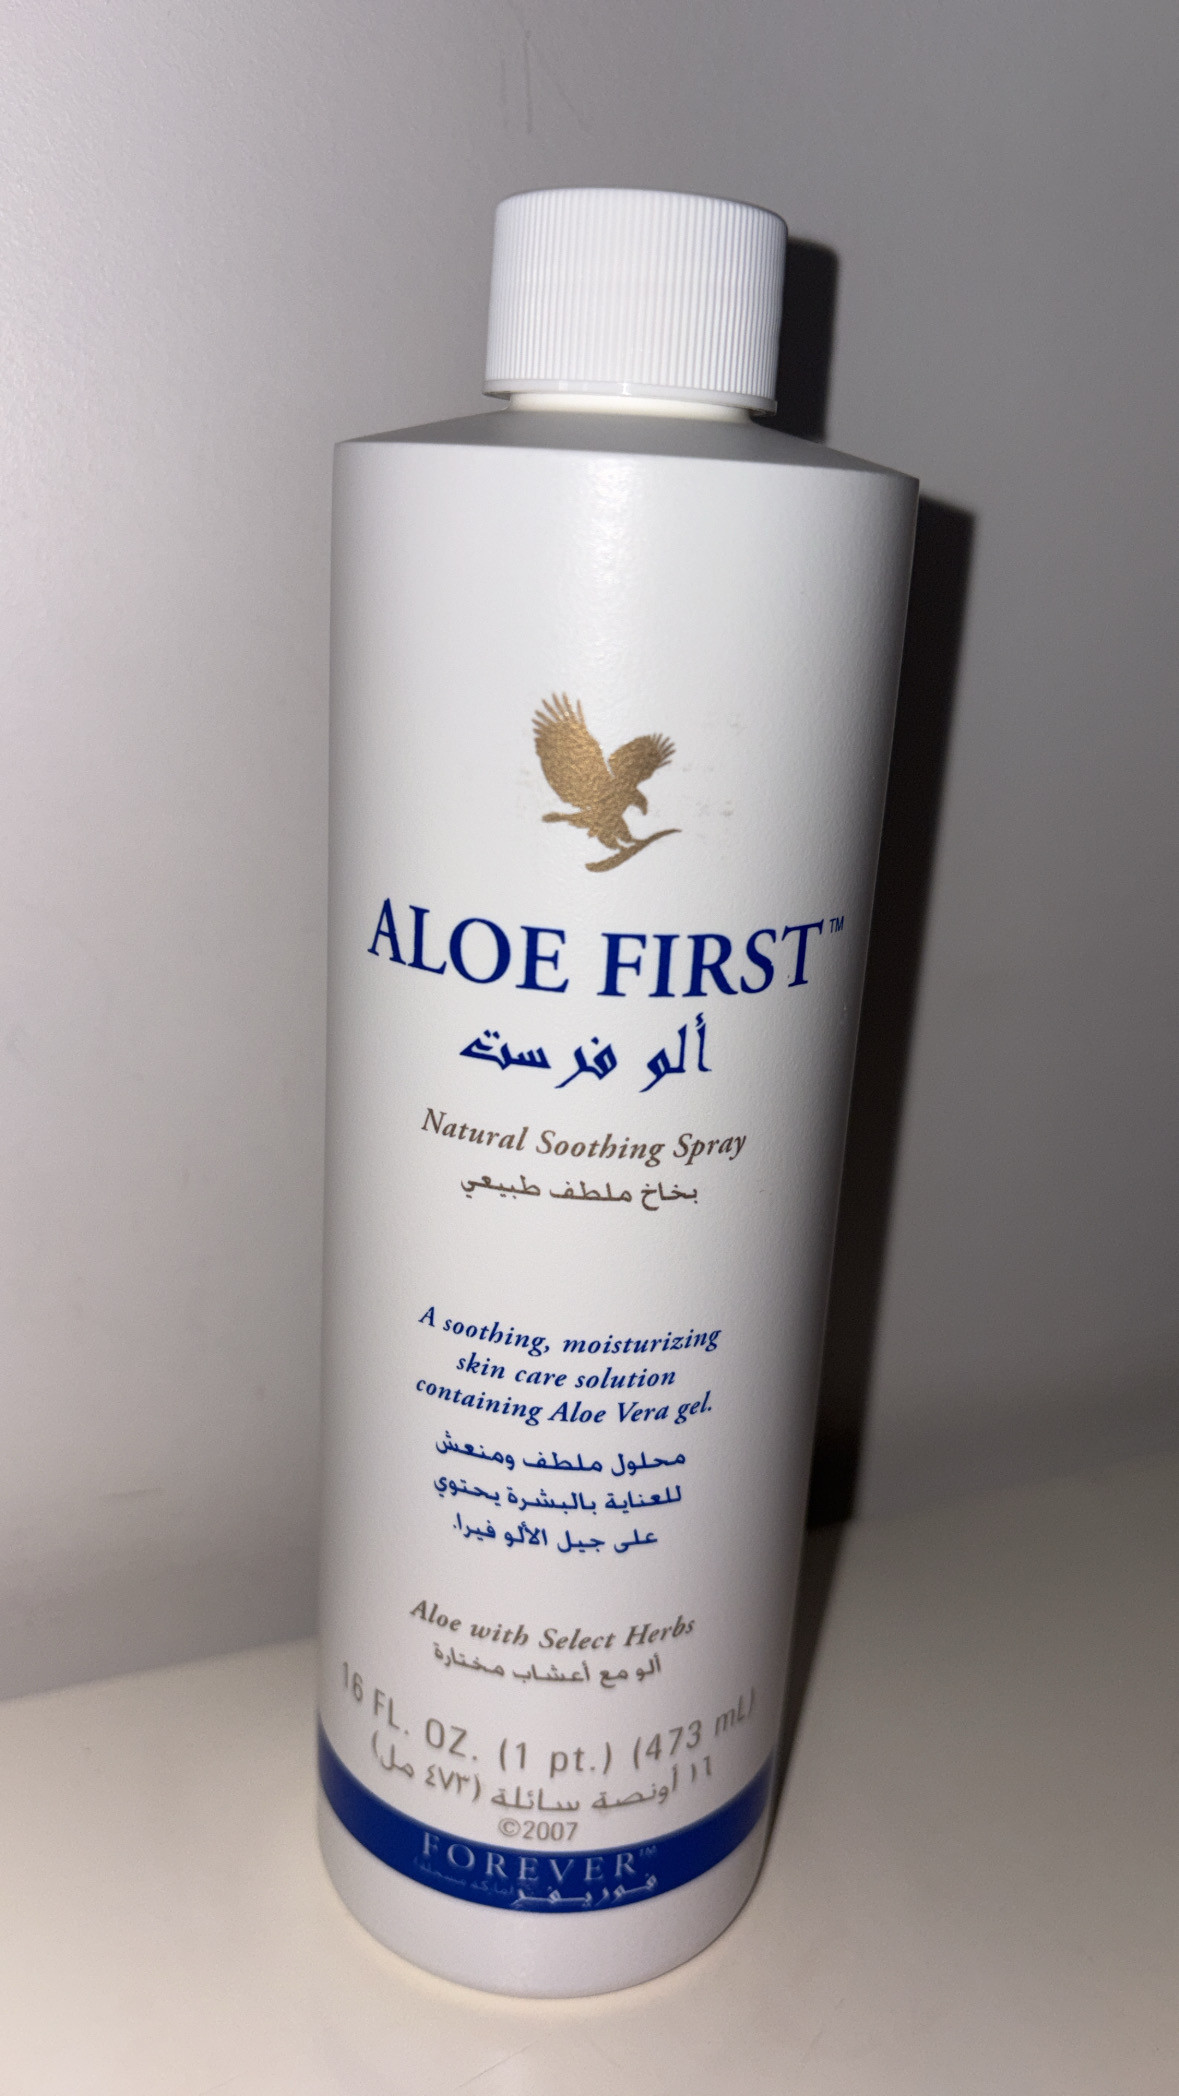 ALOE FIRST™
ألو فرست
Natural Soothing Spray
بخاخ ملطف طبيعي
A soothing, moisturizing
skin care solution
containing Aloe Vera gel.
محلول ملطف ومنعش
للعناية بالبشرة يحتوي
على جيل الألو فيرا.
Aloe with Select Herbs
ألو مع أعشاب مختارة
16 FL. OZ. (1 pt.) (473 mL)
١٦ أونصة سائلة (٤٧٣ مل)
©2007
FOREVER™
فوريفر (ماركة مسجلة)